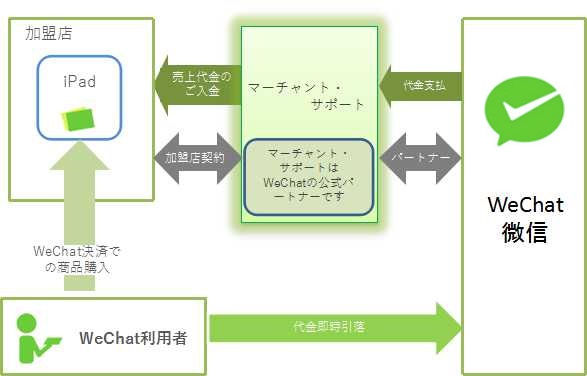 加盟店
iPad
売上代金の
ご入金
マーチャント・
サポート
代金支払
加盟店契約
マーチャント・
サポートは
WeChatの公式パ
ートナーです
パートナー
WeChat
微信
WeChat決済で
の商品購入
WeChat利用者
代金即時引落